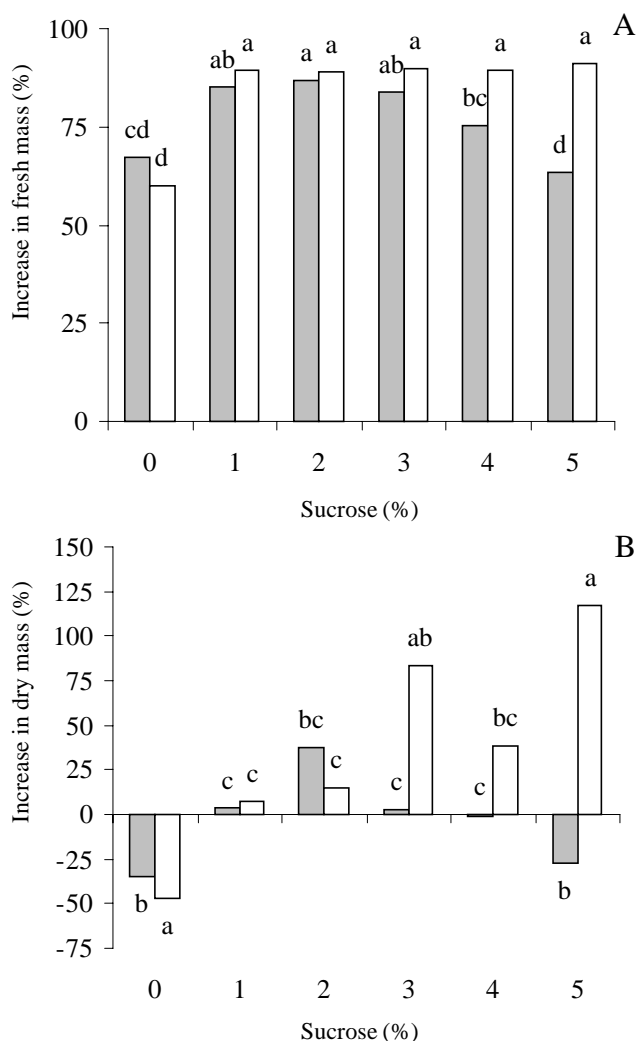 A
Increase in fresh mass (%)
100
75
50
25
0
cd
d
ab
a
a
a
ab
a
bc
a
d
a
0 1 2 3 4 5
Sucrose (%)
B
Increase in dry mass (%)
150
125
100
75
50
25
0
-25
-50
-75
b
a
c
c
bc
c
c
ab
c
bc
b
a
0 1 2 3 4 5
Sucrose (%)